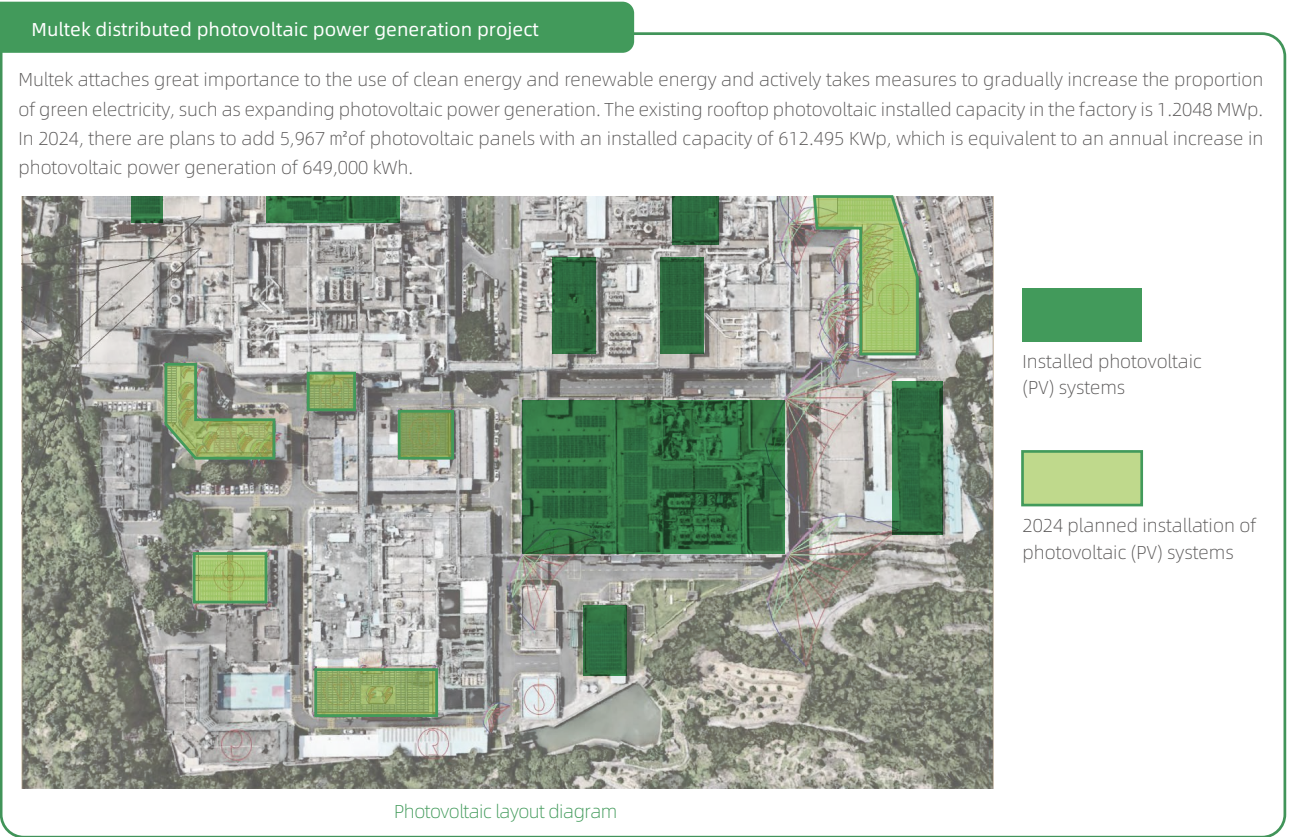 Multek distributed photovoltaic power generation project
Multek attaches great importance to the use of clean energy and renewable energy and actively takes measures to gradually increase the proportion
of green electricity, such as expanding photovoltaic power generation. The existing rooftop photovoltaic installed capacity in the factory is 1.2048 MWp.
In 2024, there are plans to add 5,967 m²of photovoltaic panels with an installed capacity of 612.495 KWp, which is equivalent to an annual increase in
photovoltaic power generation of 649,000 kWh.
Installed photovoltaic
(PV) systems
2024 planned installation of
photovoltaic (PV) systems
Photovoltaic layout diagram